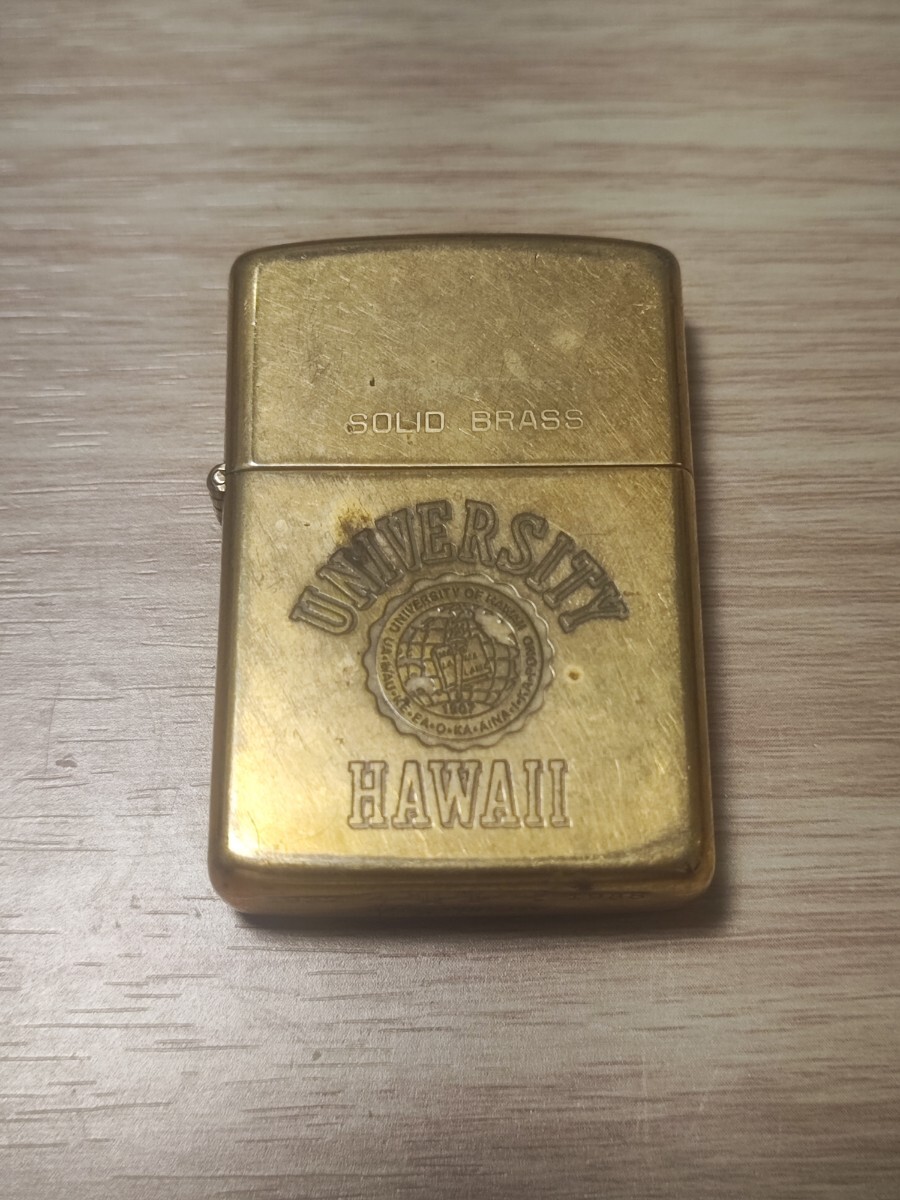 SOLID BRASS
UNIVERSITY
UNIVERSITY OF HAWAII
1907
HAWAII